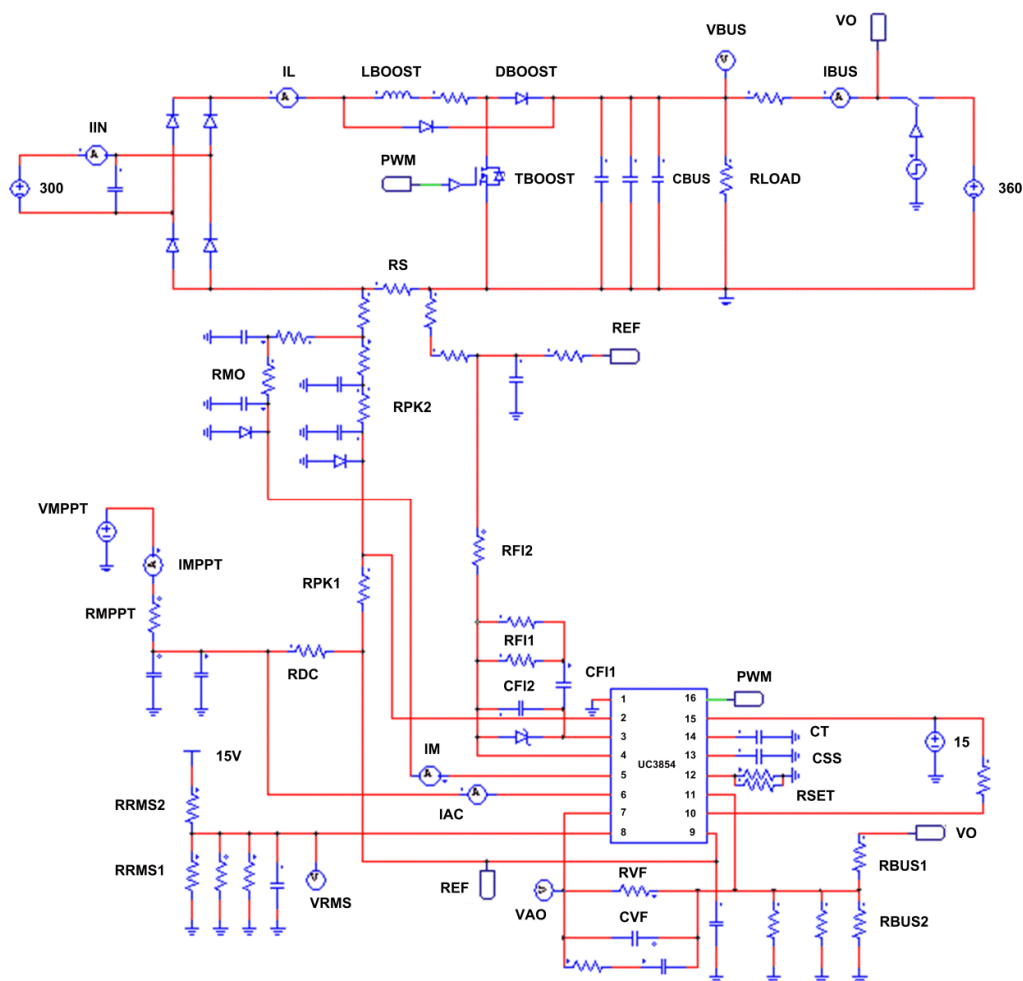 VO
VBUS
IL
LBOOST
DBOOST
IBUS
IIN
A
A
A
V
PWM
TBOOST
CBUS
RLOAD
300
360
RS
REF
RMO
RPK2
VMPPT
IMPPT
A
RFI2
RPK1
RMPPT
RFI1
RDC
CFI2
CFI1
PWM
1
2
3
4
5
6
7
8
UC3854
16
15
14
13
12
11
10
9
CT
CSS
15
RSET
IM
A
IAC
A
15V
RRMS2
RRMS1
V
VRMS
REF
VO
RBUS1
RVF
V
VAO
CVF
RBUS2